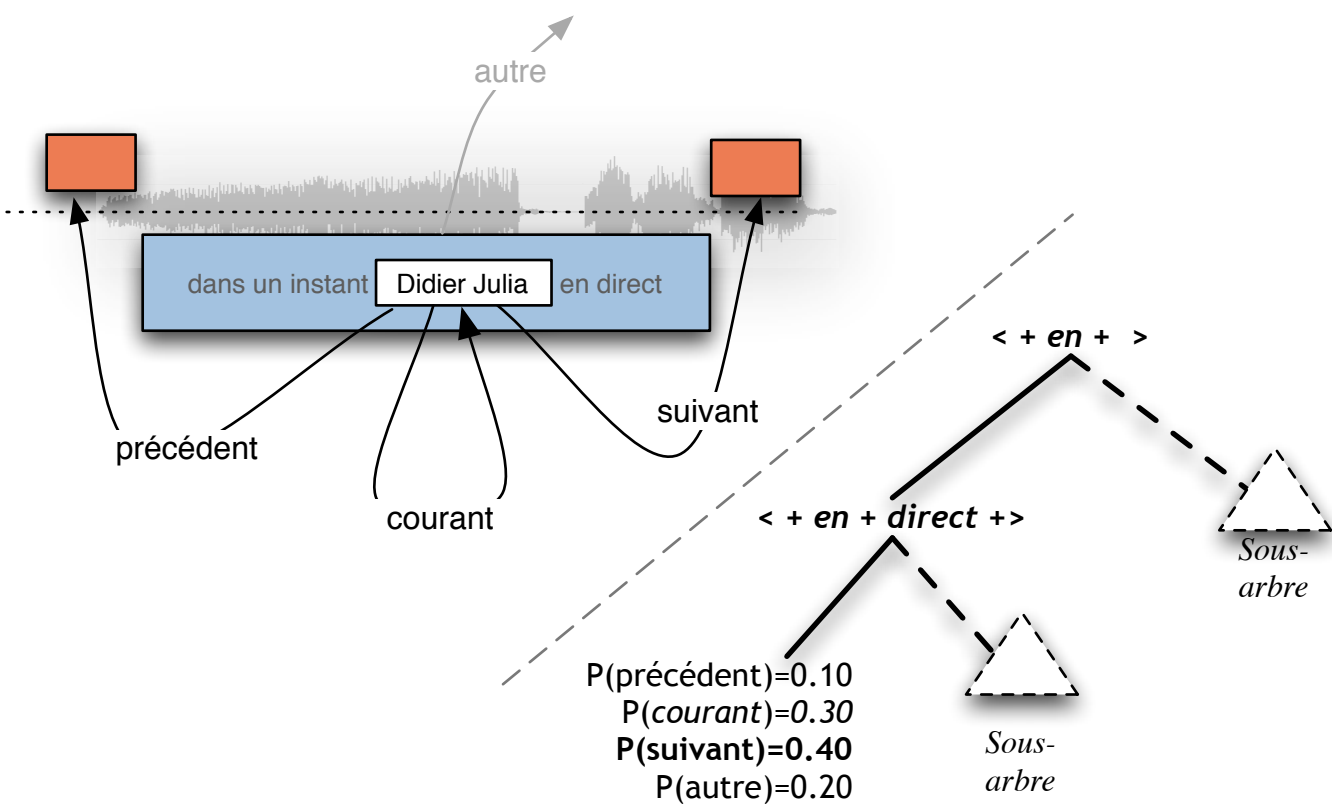 autre
dans un instant Didier Julia en direct
précédent
courant
suivant
< + en + >
< + en + direct +>
Sous-
arbre
P(précédent)=0.10
P(courant)=0.30
P(suivant)=0.40
P(autre)=0.20
Sous-
arbre